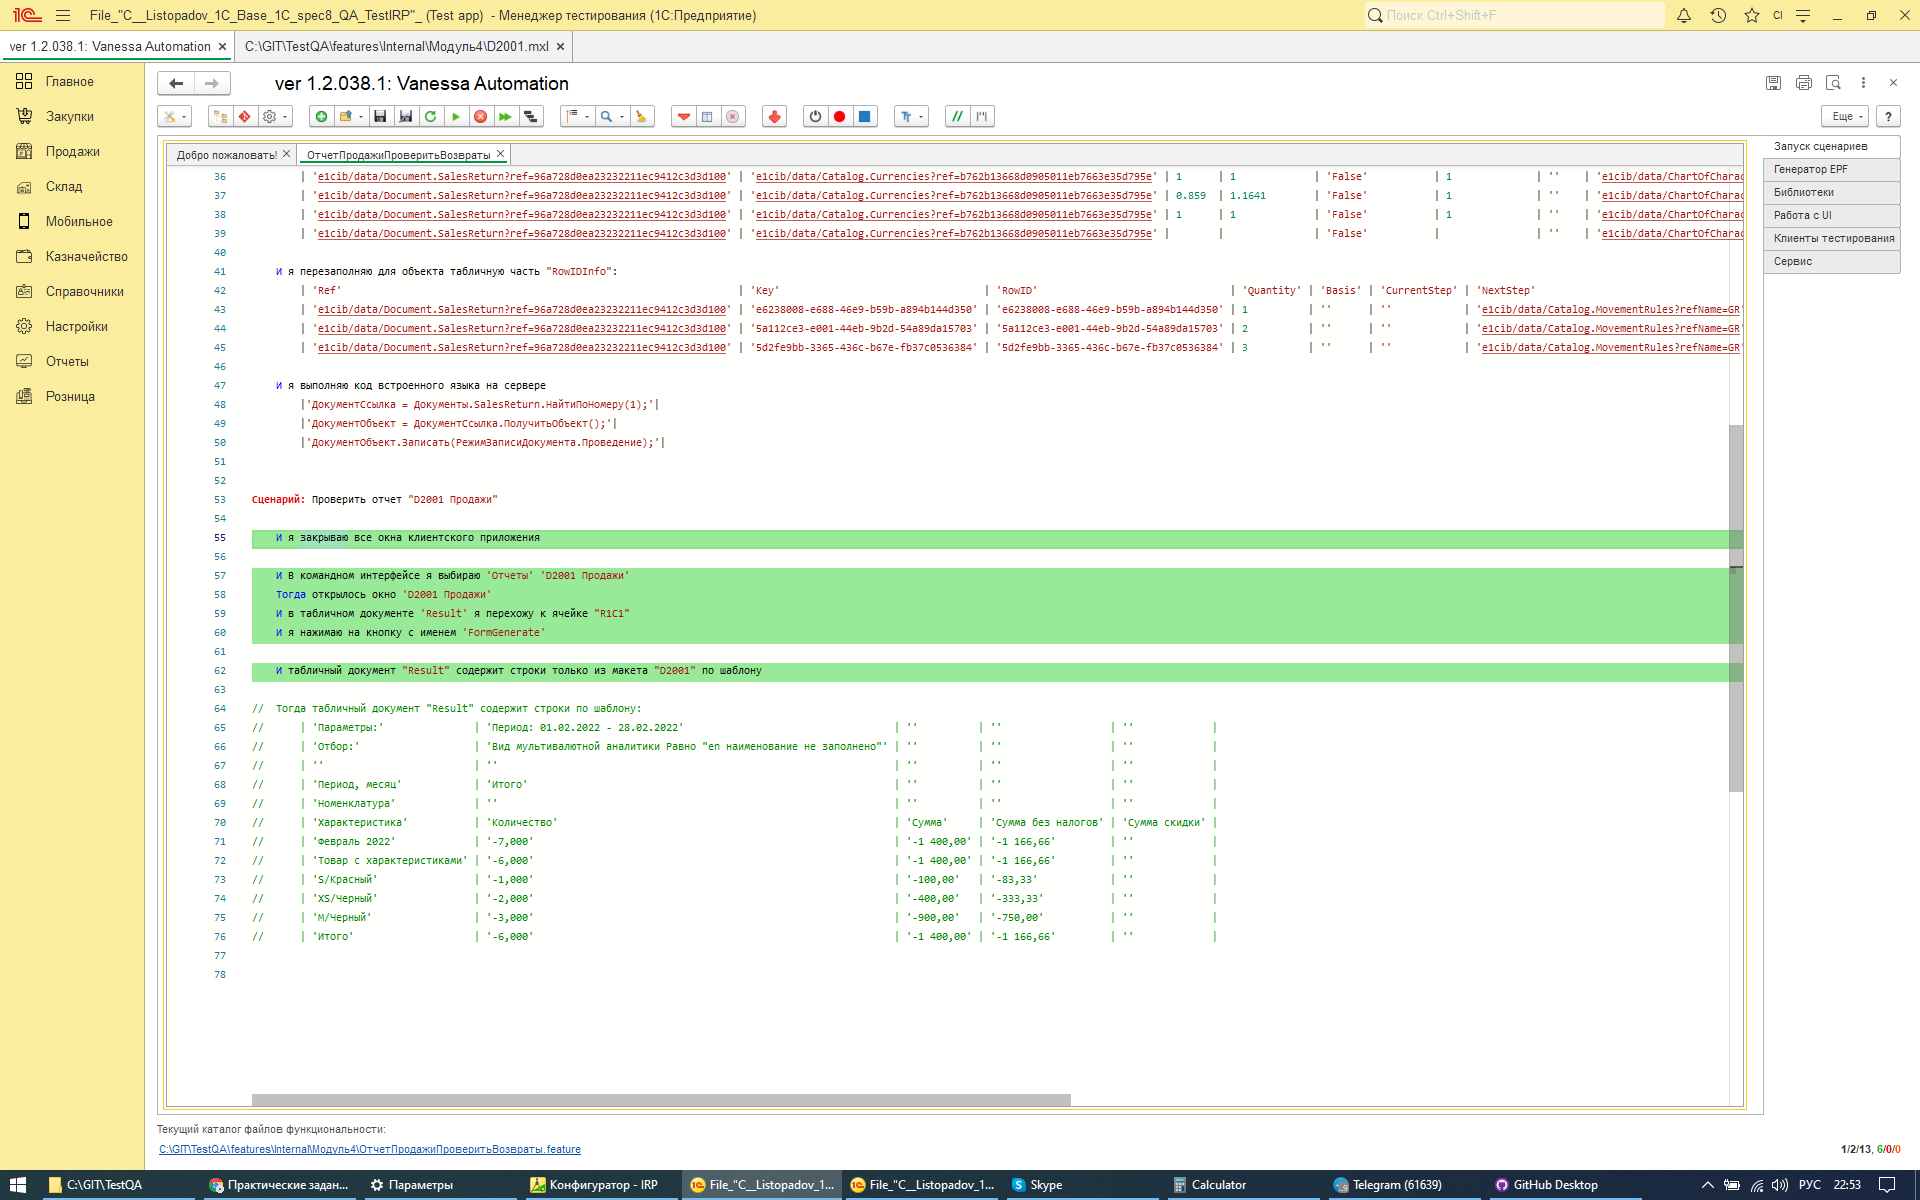 File_"C__Listopadov_1C_Base_1C_spec8_QA_TestIRP"_ (Test app) - Менеджер тестирования (1С:Предприятие)
Поиск Ctrl+Shift+F
CI
ver 1.2.038.1: Vanessa Automation
C:\GIT\TestQA\features\Internal\Модуль4\D2001.mxl
Главное
Закупки
Продажи
Склад
Мобильное
Казначейство
Справочники
Настройки
Отчеты
Розница
ver 1.2.038.1: Vanessa Automation
Еще
?
Добро пожаловать!
ОтчетПродажиПроверитьВозвраты
Запуск сценариев
Генератор EPF
Библиотеки
Работа с UI
Клиенты тестирования
Сервис
36 | 'e1cib/data/Document.SalesReturn?ref=96a728d0ea23232211ec9412c3d3d100' | 'e1cib/data/Catalog.Currencies?ref=b762b13668d0905011eb7663e35d795e' | 1 | 1 | 'False' | 1 | '' | 'e1cib/data/ChartOfCharac
37 | 'e1cib/data/Document.SalesReturn?ref=96a728d0ea23232211ec9412c3d3d100' | 'e1cib/data/Catalog.Currencies?ref=b762b13668d0905011eb7663e35d795e' | 0.859 | 1.1641 | 'False' | 1 | '' | 'e1cib/data/ChartOfCharac
38 | 'e1cib/data/Document.SalesReturn?ref=96a728d0ea23232211ec9412c3d3d100' | 'e1cib/data/Catalog.Currencies?ref=b762b13668d0905011eb7663e35d795e' | 1 | 1 | 'False' | 1 | '' | 'e1cib/data/ChartOfCharac
39 | 'e1cib/data/Document.SalesReturn?ref=96a728d0ea23232211ec9412c3d3d100' | 'e1cib/data/Catalog.Currencies?ref=b762b13668d0905011eb7663e35d795e' | | | 'False' | | '' | 'e1cib/data/ChartOfCharac
40
41 И я перезаполняю для объекта табличную часть "RowIDInfo":
42 | 'Ref' | 'Key' | 'RowID' | 'Quantity' | 'Basis' | 'CurrentStep' | 'NextStep'
43 | 'e1cib/data/Document.SalesReturn?ref=96a728d0ea23232211ec9412c3d3d100' | 'e6238008-e688-46e9-b59b-a894b144d350' | 'e6238008-e688-46e9-b59b-a894b144d350' | 1 | '' | '' | 'e1cib/data/Catalog.MovementRules?refName=GR'
44 | 'e1cib/data/Document.SalesReturn?ref=96a728d0ea23232211ec9412c3d3d100' | '5a112ce3-e001-44eb-9b2d-54a89da15703' | '5a112ce3-e001-44eb-9b2d-54a89da15703' | 2 | '' | '' | 'e1cib/data/Catalog.MovementRules?refName=GR'
45 | 'e1cib/data/Document.SalesReturn?ref=96a728d0ea23232211ec9412c3d3d100' | '5d2fe9bb-3365-436c-b67e-fb37c0536384' | '5d2fe9bb-3365-436c-b67e-fb37c0536384' | 3 | '' | '' | 'e1cib/data/Catalog.MovementRules?refName=GR'
46
47 И я выполняю код встроенного языка на сервере
48 |'ДокументСсылка = Документы.SalesReturn.НайтиПоНомеру(1);'|
49 |'ДокументОбъект = ДокументСсылка.ПолучитьОбъект();'|
50 |'ДокументОбъект.Записать(РежимЗаписиДокумента.Проведение);'|
51
52
53 Сценарий: Проверить отчет "D2001 Продажи"
54
55 И я закрываю все окна клиентского приложения
56
57 И В командном интерфейсе я выбираю 'Отчеты' 'D2001 Продажи'
58 Тогда открылось окно 'D2001 Продажи'
59 И в табличном документе 'Result' я перехожу к ячейке "R1C1"
60 И я нажимаю на кнопку с именем 'FormGenerate'
61
62 И табличный документ "Result" содержит строки только из макета "D2001" по шаблону
63
64 // Тогда табличный документ "Result" содержит строки по шаблону:
65 // | 'Параметры:' | 'Период: 01.02.2022 - 28.02.2022' | '' | '' | '' |
66 // | 'Отбор:' | 'Вид мультивалютной аналитики Равно "en наименование не заполнено"' | '' | '' | '' |
67 // | '' | '' | '' | '' | '' |
68 // | 'Период, месяц' | 'Итого' | '' | '' | '' |
69 // | 'Номенклатура' | '' | '' | '' | '' |
70 // | 'Характеристика' | 'Количество' | 'Сумма' | 'Сумма без налогов' | 'Сумма скидки' |
71 // | 'Февраль 2022' | '-7,000' | '-1 400,00' | '-1 166,66' | '' |
72 // | 'Товар с характеристиками' | '-6,000' | '-1 400,00' | '-1 166,66' | '' |
73 // | 'S/Красный' | '-1,000' | '-100,00' | '-83,33' | '' |
74 // | 'XS/Черный' | '-2,000' | '-400,00' | '-333,33' | '' |
75 // | 'M/Черный' | '-3,000' | '-900,00' | '-750,00' | '' |
76 // | 'Итого' | '-6,000' | '-1 400,00' | '-1 166,66' | '' |
77
78
Текущий каталог файлов функциональности:
C:\GIT\TestQA\features\Internal\Модуль4\ОтчетПродажиПроверитьВозвраты.feature
1/2/13, 6/0/0
C:\GIT\TestQA
Практические задан...
Параметры
Конфигуратор - IRP
File_"C__Listopadov_1...
File_"C__Listopadov_1...
Skype
Calculator
Telegram (61639)
GitHub Desktop
РУС
22:53